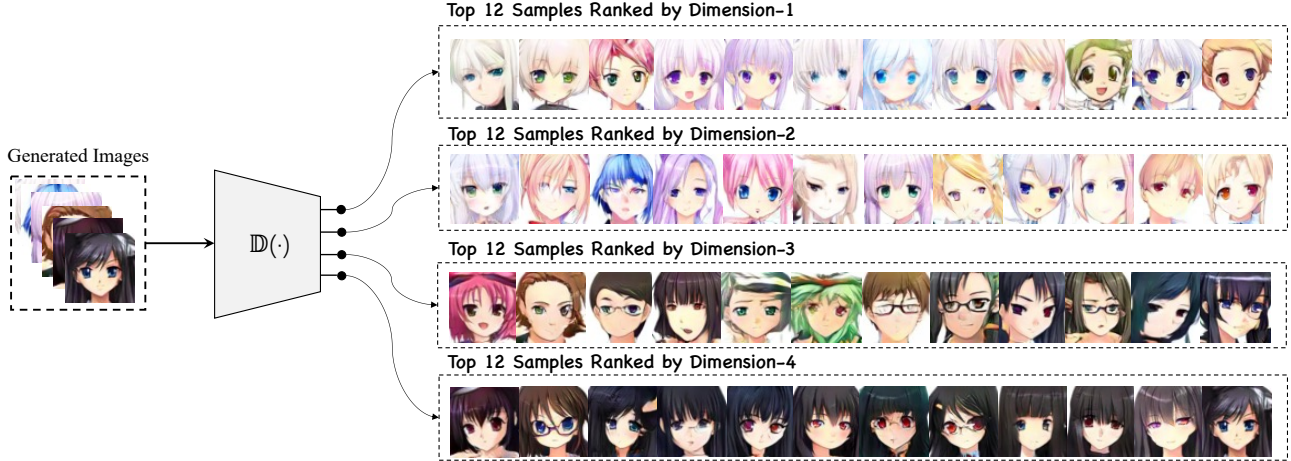 Top 12 Samples Ranked by Dimension-1
Top 12 Samples Ranked by Dimension-2
Generated Images
𝔻(·)
Top 12 Samples Ranked by Dimension-3
Top 12 Samples Ranked by Dimension-4